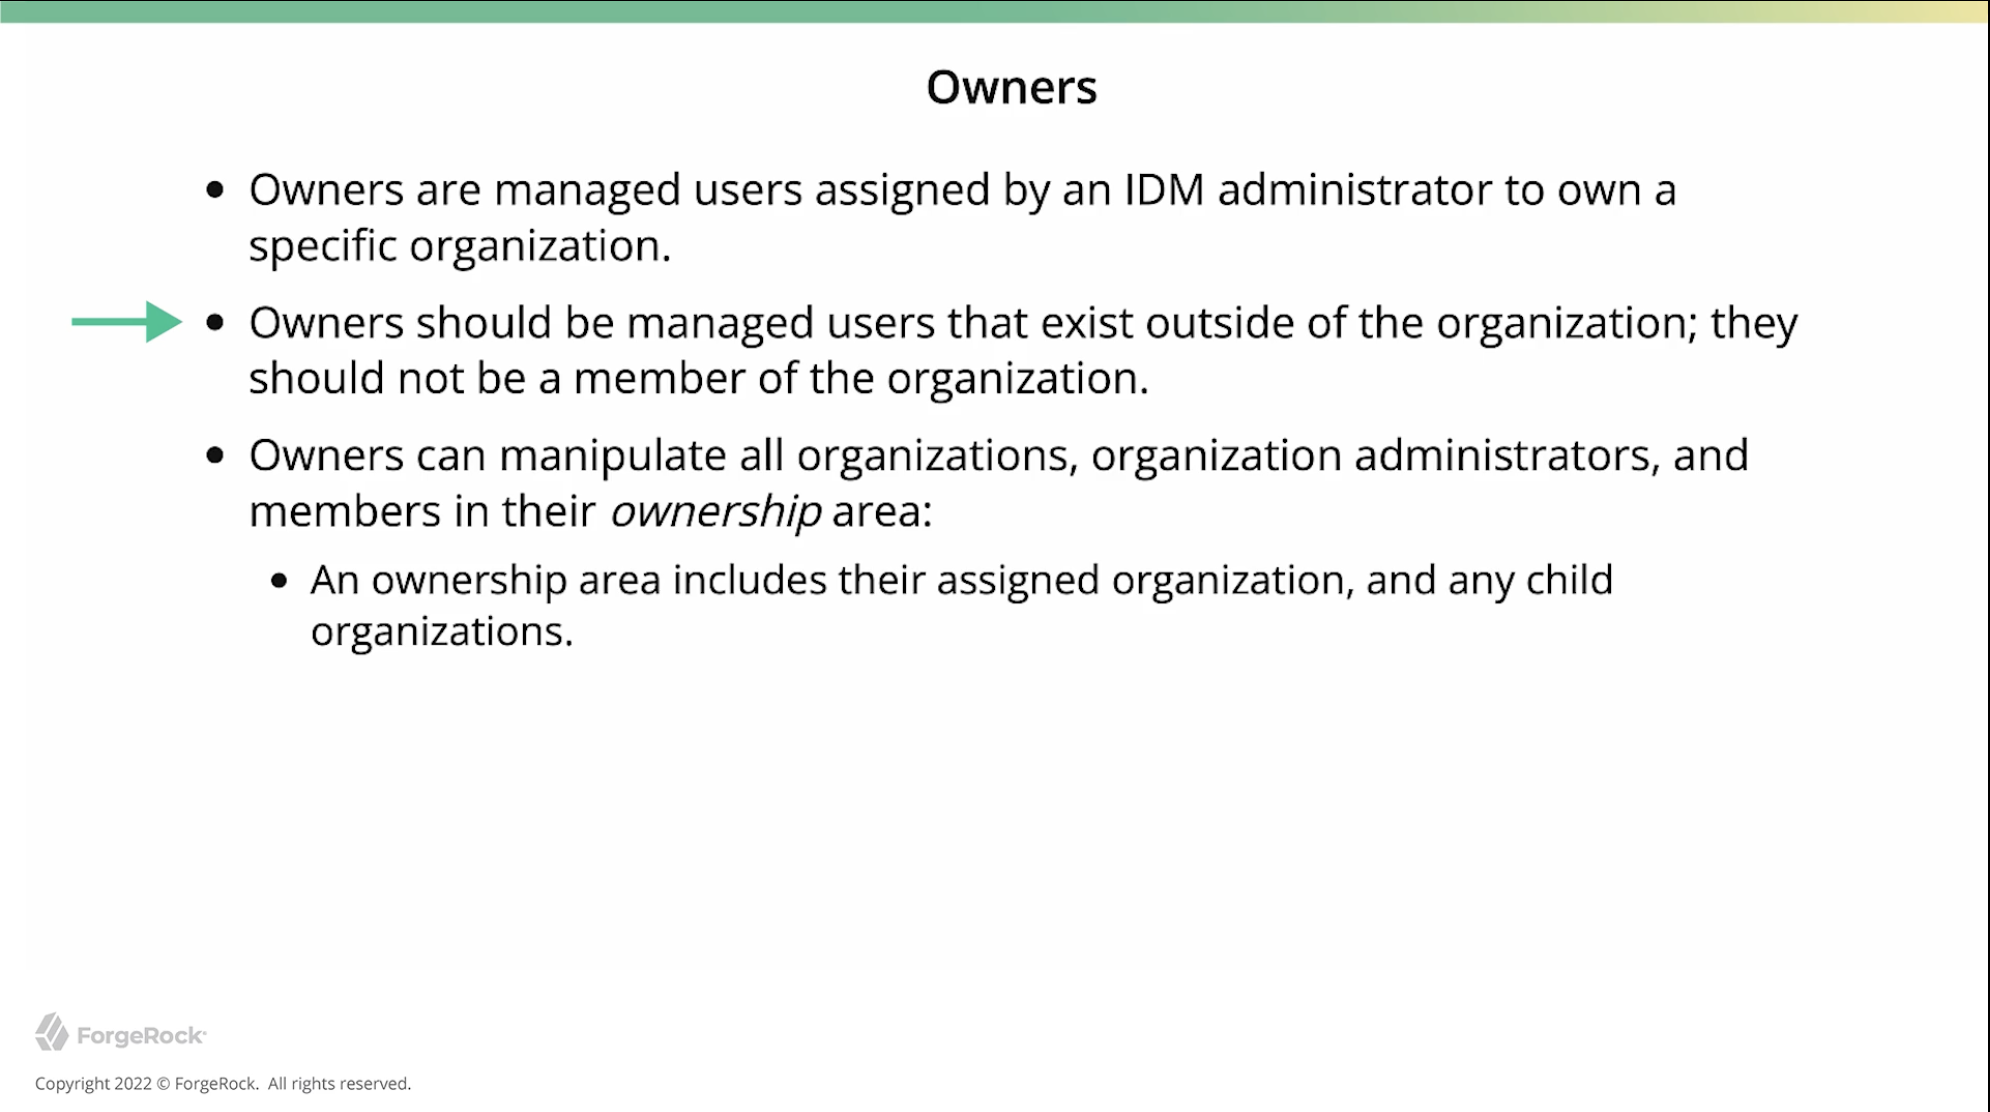 Owners
• Owners are managed users assigned by an IDM administrator to own a
specific organization.
• Owners should be managed users that exist outside of the organization; they
should not be a member of the organization.
• Owners can manipulate all organizations, organization administrators, and
members in their ownership area:
• An ownership area includes their assigned organization, and any child
organizations.
ForgeRock
Copyright 2022 © ForgeRock. All rights reserved.